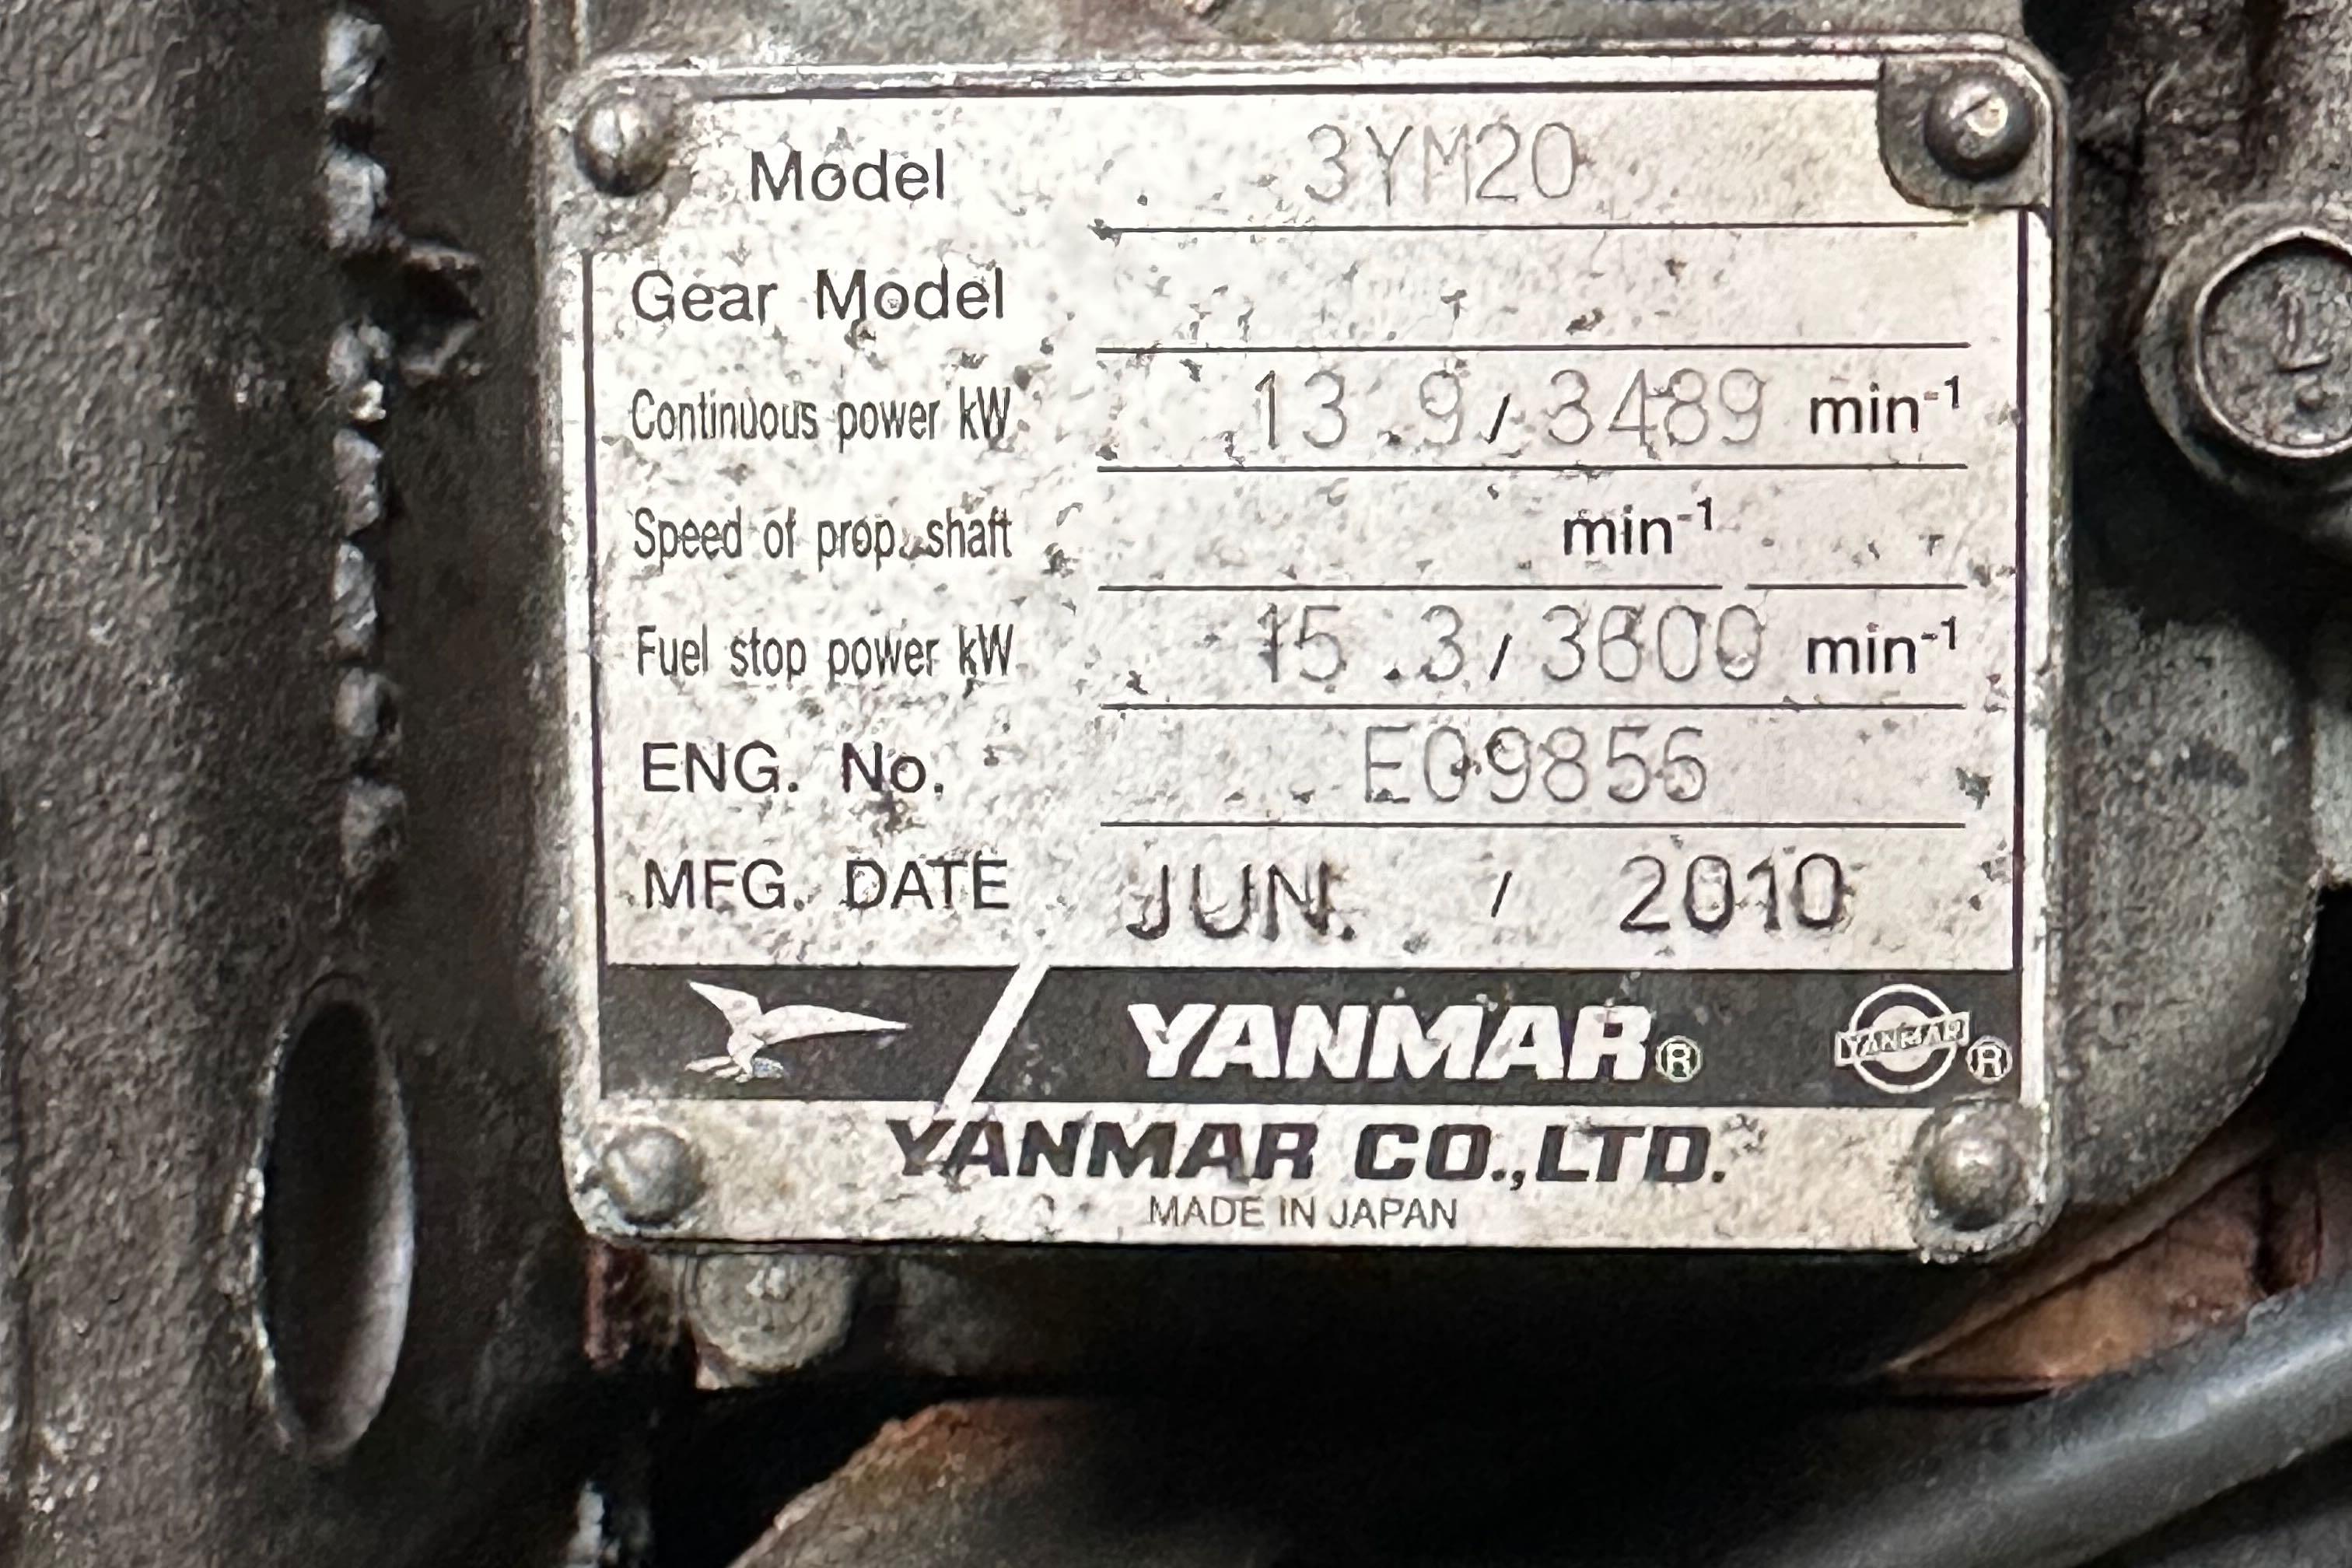 Model 3YM20
Gear Model
Continuous power kW 13.9/3489 min-1
Speed of prop. shaft min-1
Fuel stop power kW 15.3/3600 min-1
ENG. No. E09856
MFG. DATE JUN. / 2010
YANMAR® YANMAR®
YANMAR CO.,LTD.
MADE IN JAPAN